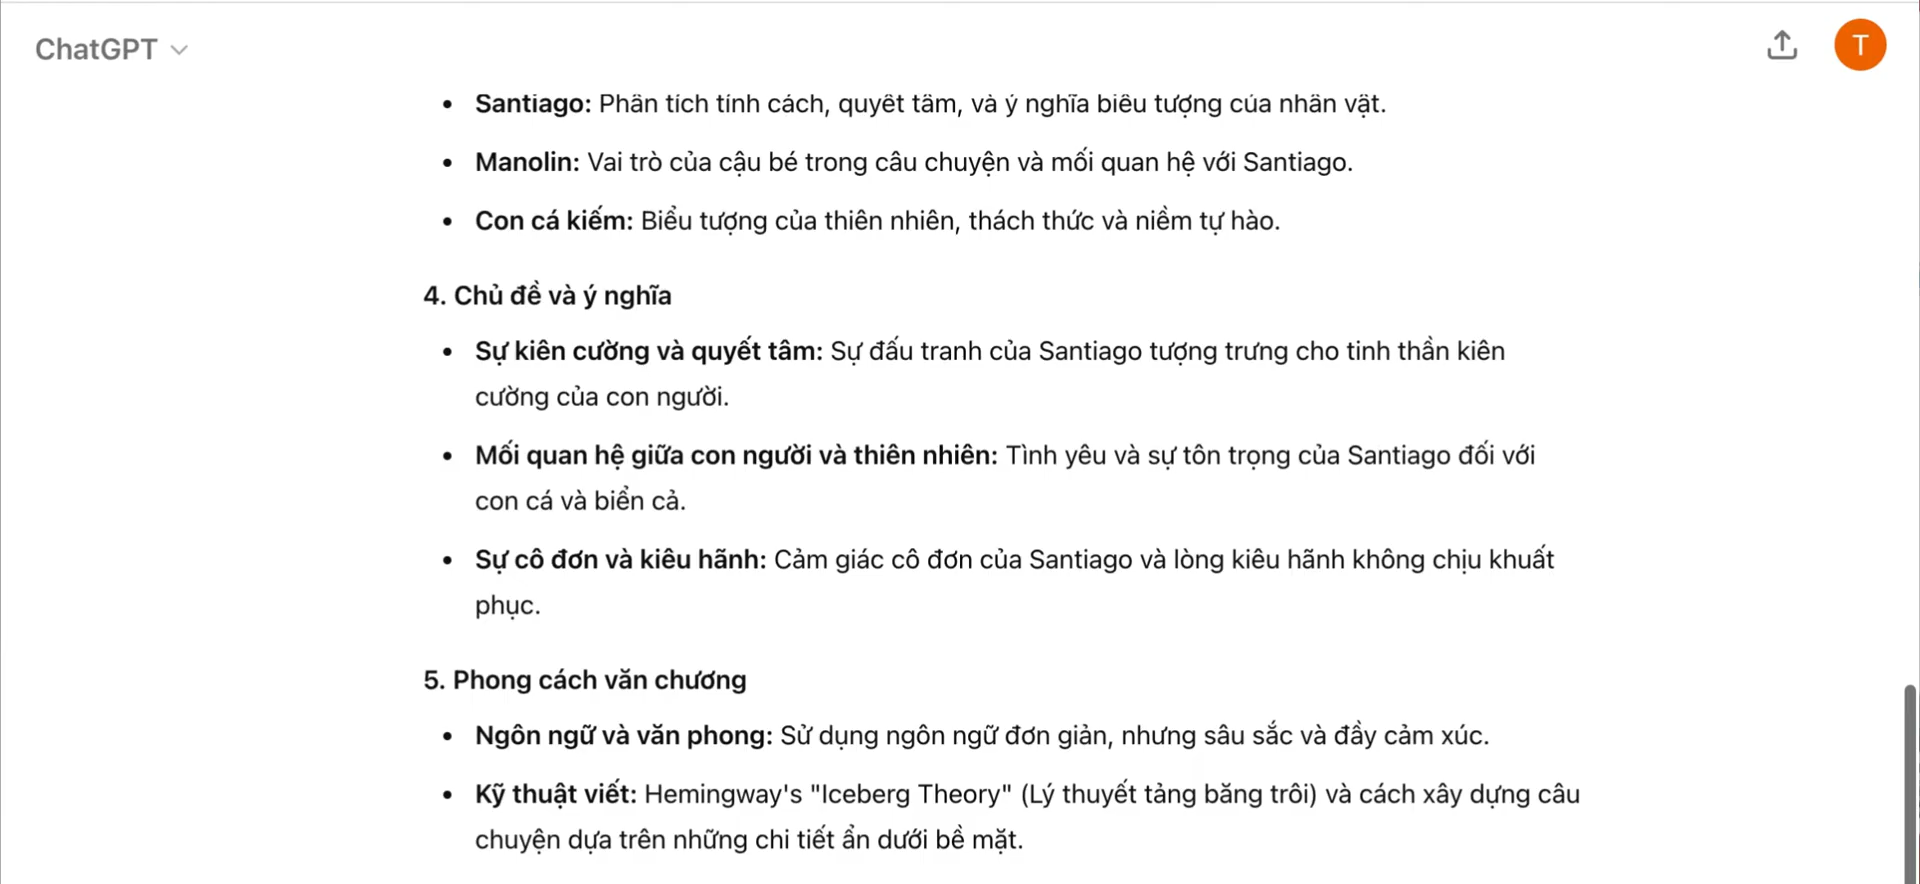 ChatGPT
T
• Santiago: Phân tích tính cách, quyết tâm, và ý nghĩa biểu tượng của nhân vật.
• Manolin: Vai trò của cậu bé trong câu chuyện và mối quan hệ với Santiago.
• Con cá kiếm: Biểu tượng của thiên nhiên, thách thức và niềm tự hào.
4. Chủ đề và ý nghĩa
• Sự kiên cường và quyết tâm: Sự đấu tranh của Santiago tượng trưng cho tinh thần kiên
cường của con người.
• Mối quan hệ giữa con người và thiên nhiên: Tình yêu và sự tôn trọng của Santiago đối với
con cá và biển cả.
• Sự cô đơn và kiêu hãnh: Cảm giác cô đơn của Santiago và lòng kiêu hãnh không chịu khuất
phục.
5. Phong cách văn chương
• Ngôn ngữ và văn phong: Sử dụng ngôn ngữ đơn giản, nhưng sâu sắc và đầy cảm xúc.
• Kỹ thuật viết: Hemingway's "Iceberg Theory" (Lý thuyết tảng băng trôi) và cách xây dựng câu
chuyện dựa trên những chi tiết ẩn dưới bề mặt.